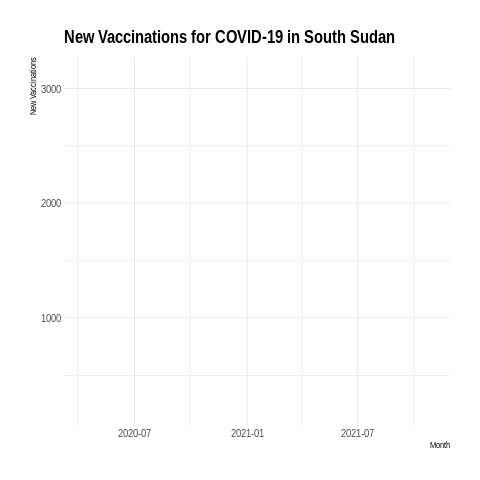 New Vaccinations for COVID-19 in South Sudan
New Vaccinations
3000
2000
1000
2020-07 2021-01 2021-07
Month